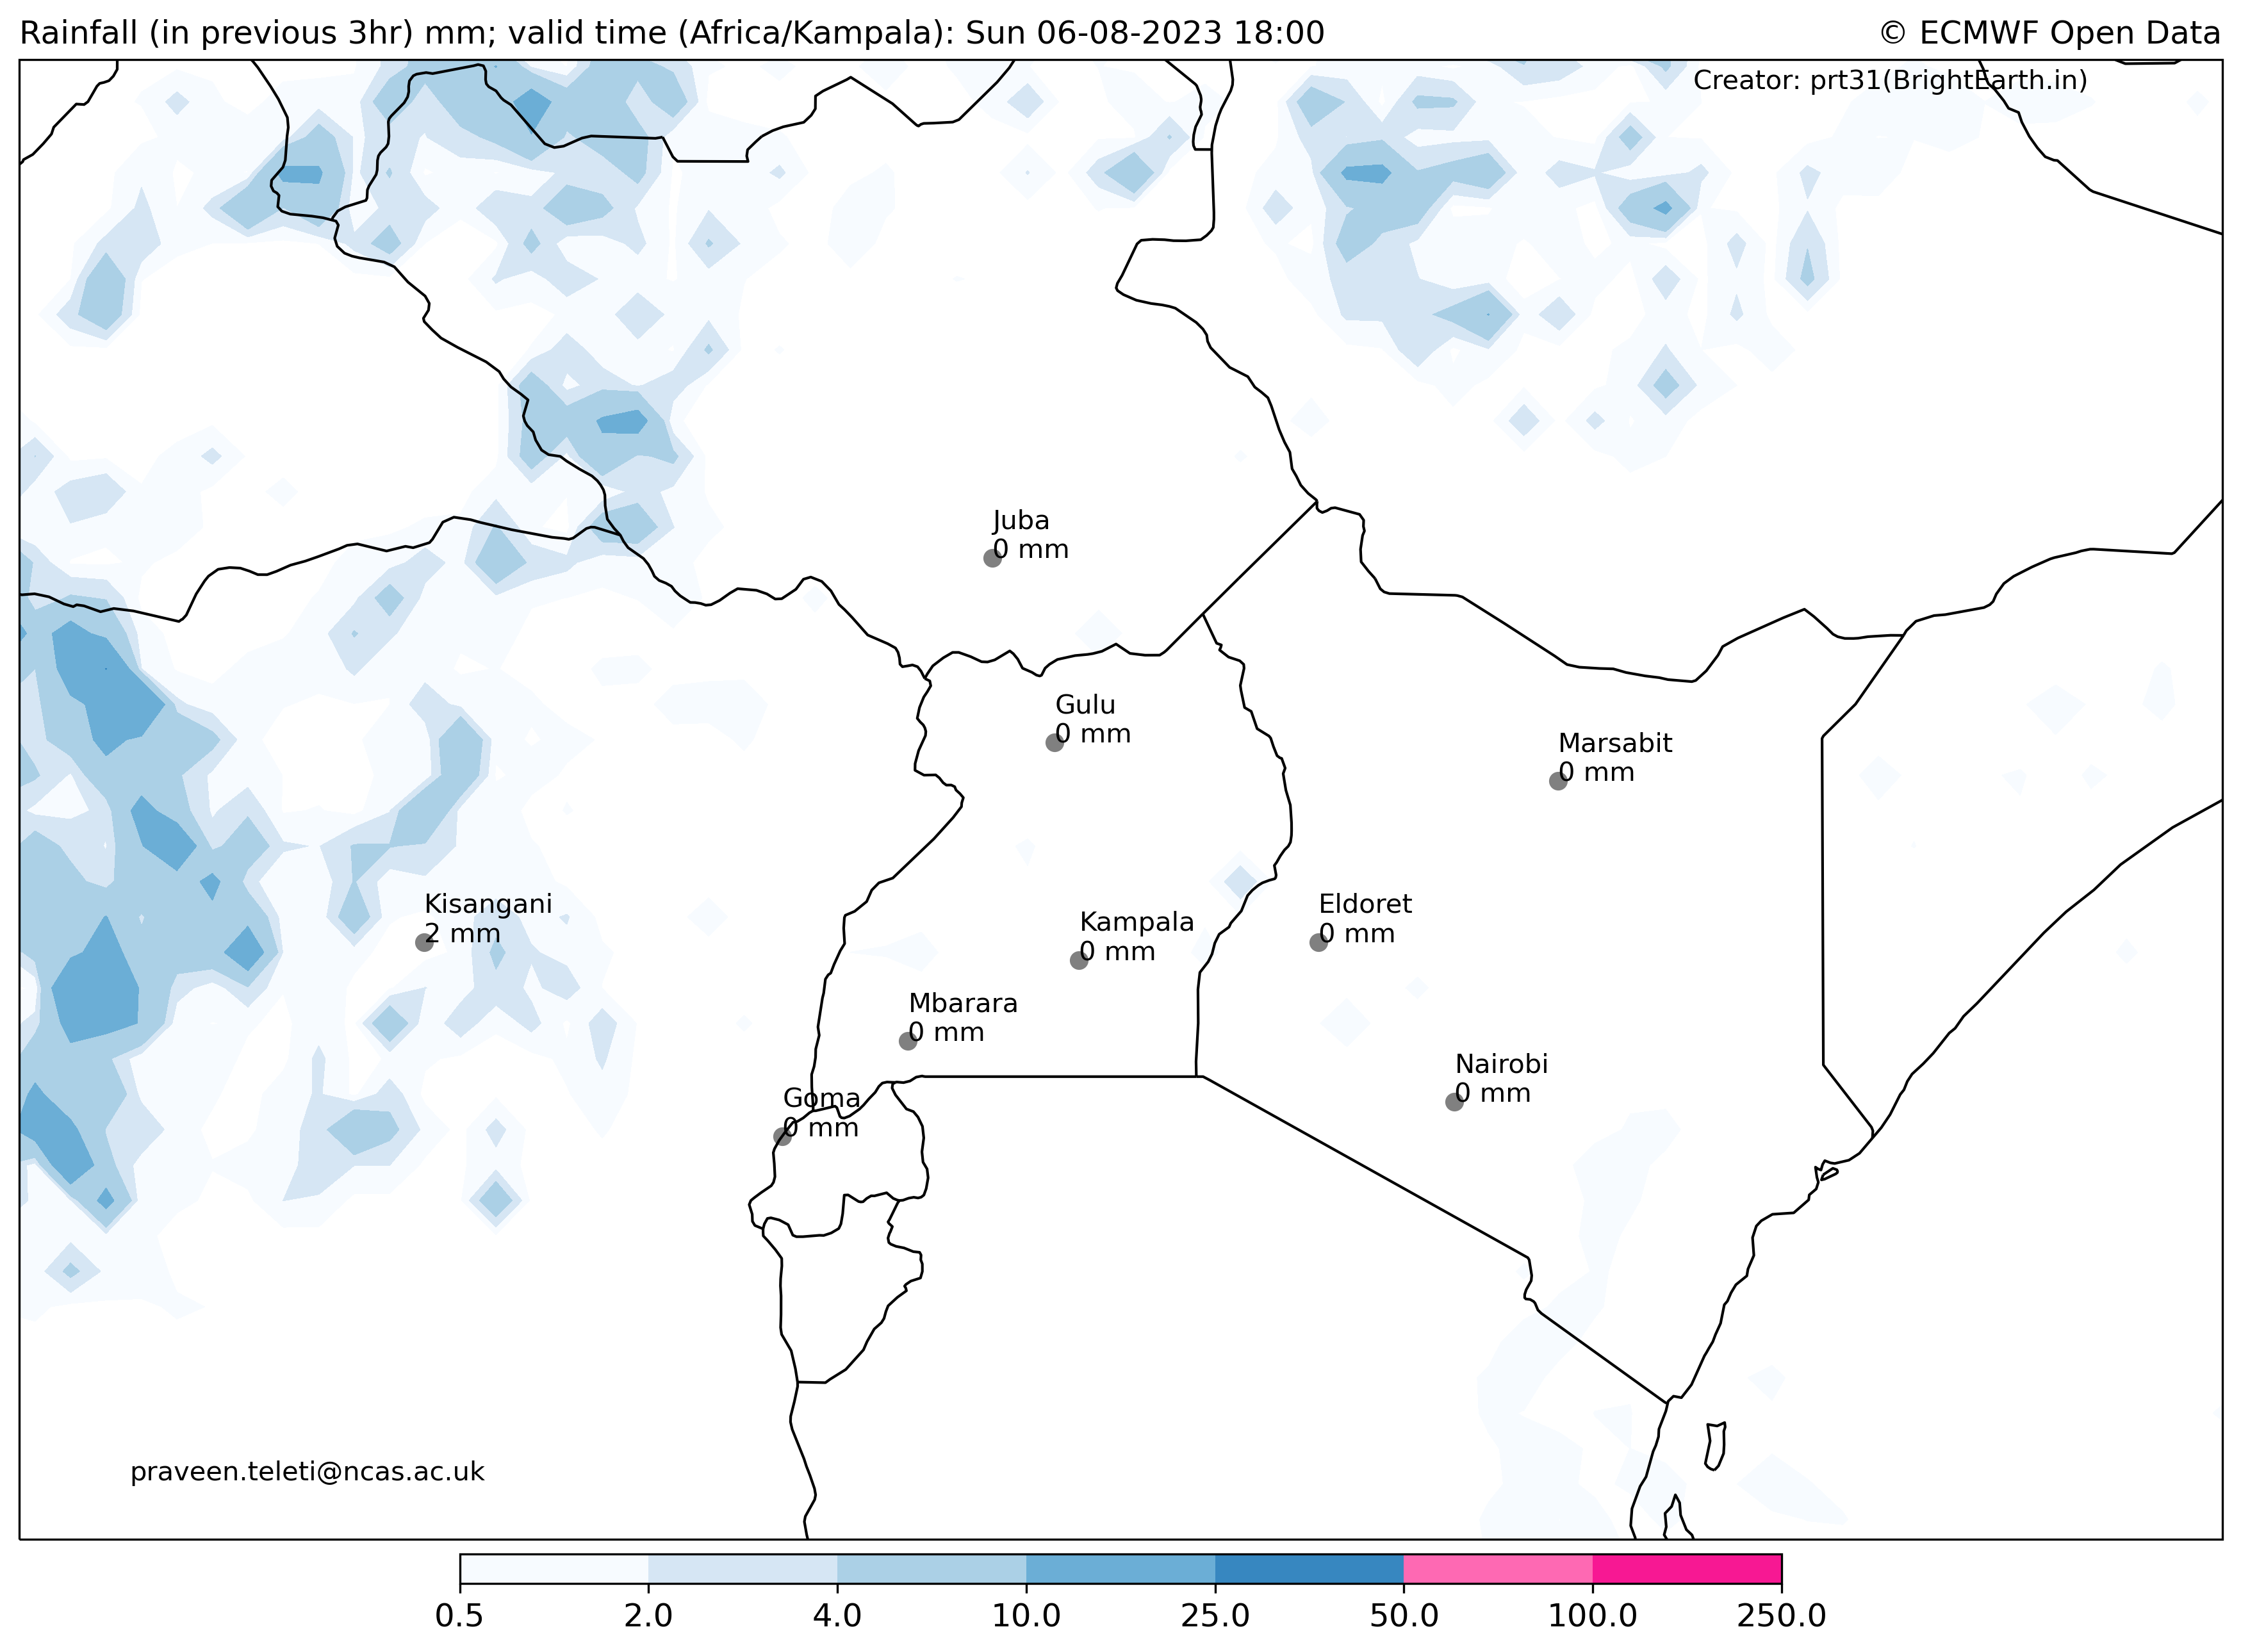 Rainfall (in previous 3hr) mm; valid time (Africa/Kampala): Sun 06-08-2023 18:00
© ECMWF Open Data
Creator: prt31(BrightEarth.in)
Juba
0 mm
Gulu
0 mm
Marsabit
0 mm
Kisangani
2 mm
Eldoret
0 mm
Kampala
0 mm
Mbarara
0 mm
Nairobi
0 mm
Goma
0 mm
praveen.teleti@ncas.ac.uk
0.5 2.0 4.0 10.0 25.0 50.0 100.0 250.0